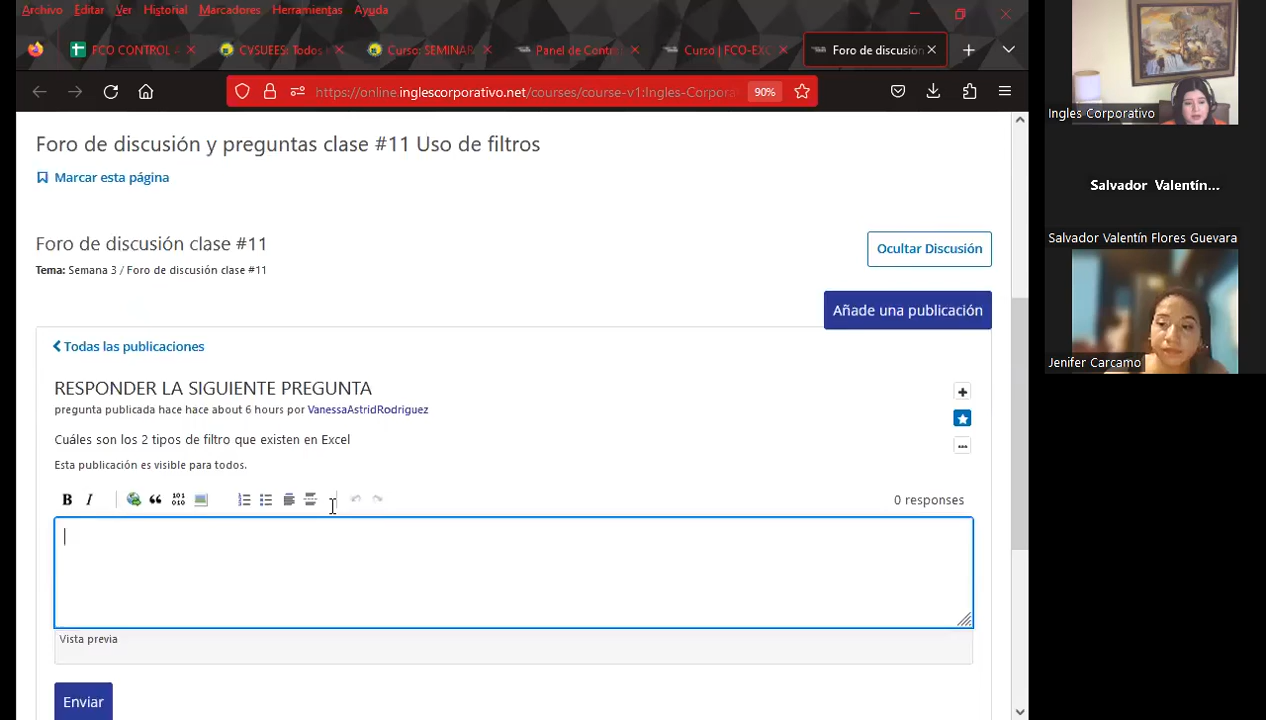 Archivo Editar Ver Historial Marcadores Herramientas Ayuda
FCO CONTROL
CVSUEES: Todos
Curso: SEMINAR
Panel de Contro
Curso | FCO-EXC
Foro de discusión
https://online.inglescorporativo.net/courses/course-v1:Ingles-Corpora
90%
Foro de discusión y preguntas clase #11 Uso de filtros
Marcar esta página
Foro de discusión clase #11
Ocultar Discusión
Tema: Semana 3 / Foro de discusión clase #11
Añade una publicación
Todas las publicaciones
RESPONDER LA SIGUIENTE PREGUNTA
pregunta publicada hace hace about 6 hours por VanessaAstridRodriguez
Cuáles son los 2 tipos de filtro que existen en Excel
Esta publicación es visible para todos.
B I
0 responses
Vista previa
Enviar
Ingles Corporativo
Salvador Valentín...
Salvador Valentín Flores Guevara
Jenifer Carcamo